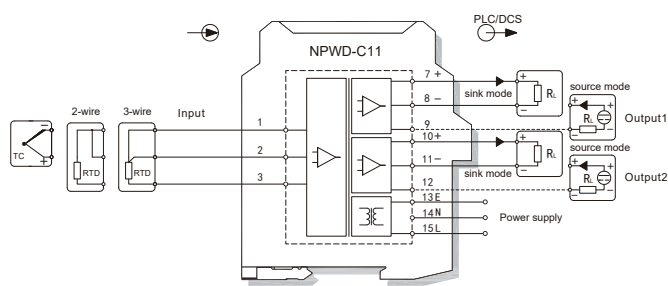 PLC/DCS
NPWD-C11
7 +
sink mode
RL
source mode
8 −
2-wire
3-wire
Input
1
9
RL
Output1
10+
2
TC
RTD
RTD
RL
source mode
11−
sink mode
3
12
RL
Output2
13 E
14 N
Power supply
15 L